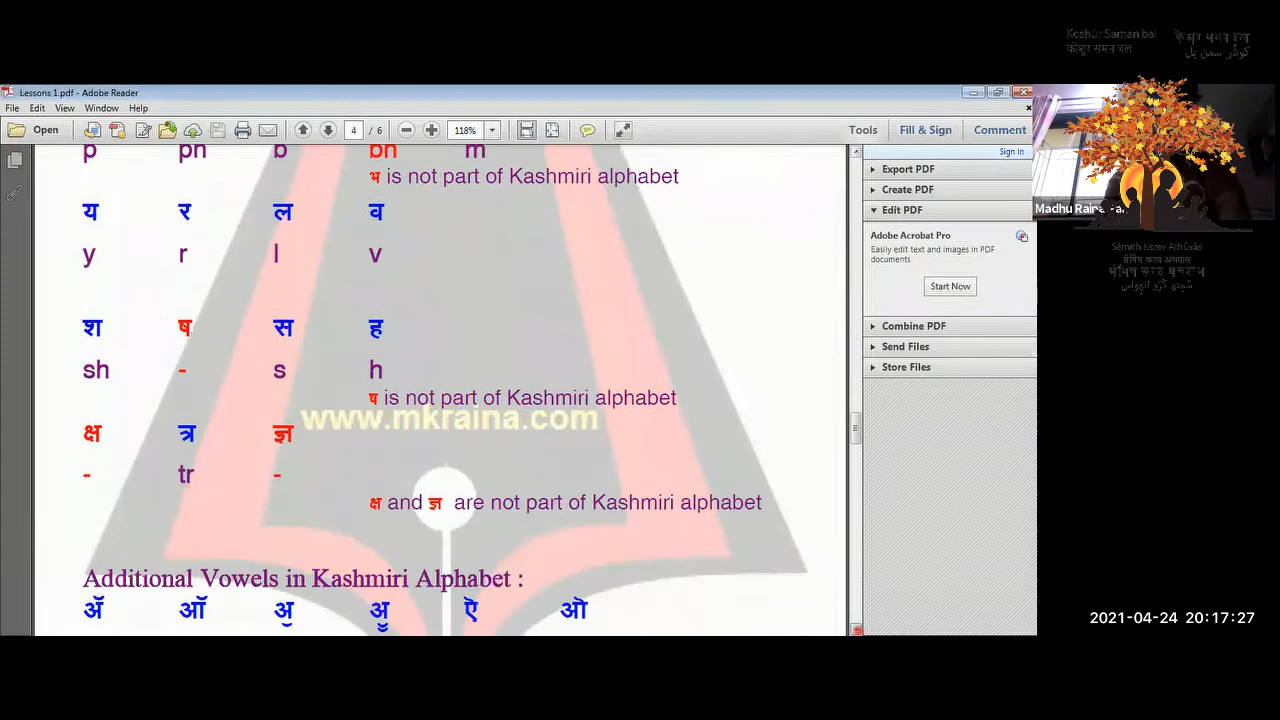 Koshur Saman bal
कॊशुर समन बल
Lessons 1.pdf - Adobe Reader
File Edit View Window Help
Open 4 / 6 118% Tools Fill & Sign Comment
Sign In
p ph b bh m
भ is not part of Kashmiri alphabet
य र ल व
y r l v
श ष स ह
sh - s h
ष is not part of Kashmiri alphabet
www.mkraina.com
क्ष त्र ज्ञ
- tr -
क्ष and ज्ञ are not part of Kashmiri alphabet
Additional Vowels in Kashmiri Alphabet :
ॲ ऑ अॖ अॗ ऎ ऒ
Export PDF
Create PDF
Edit PDF
Adobe Acrobat Pro
Easily edit text and images in PDF
documents
Start Now
Combine PDF
Send Files
Store Files
Madhu Raina
2021-04-24 20:17:27